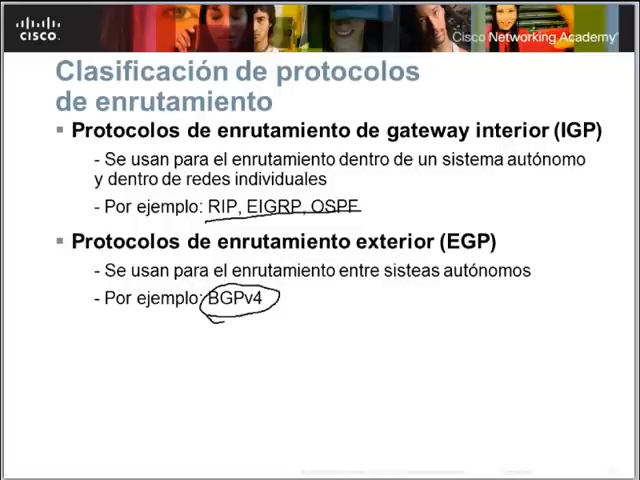 CISCO.
Cisco Networking Academy®
Clasificación de protocolos
de enrutamiento
Protocolos de enrutamiento de gateway interior (IGP)
- Se usan para el enrutamiento dentro de un sistema autónomo
y dentro de redes individuales
- Por ejemplo: RIP, EIGRP, OSPF
Protocolos de enrutamiento exterior (EGP)
- Se usan para el enrutamiento entre sisteas autónomos
- Por ejemplo: BGPv4